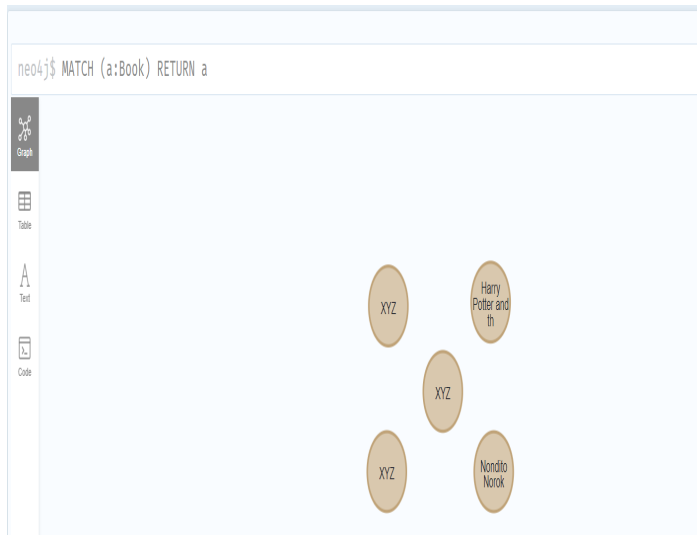 neo4j$ MATCH (a:Book) RETURN a
Graph
Table
A
Text
Code
XYZ
Harry
Potter and
th
XYZ
XYZ
Nondito
Norok